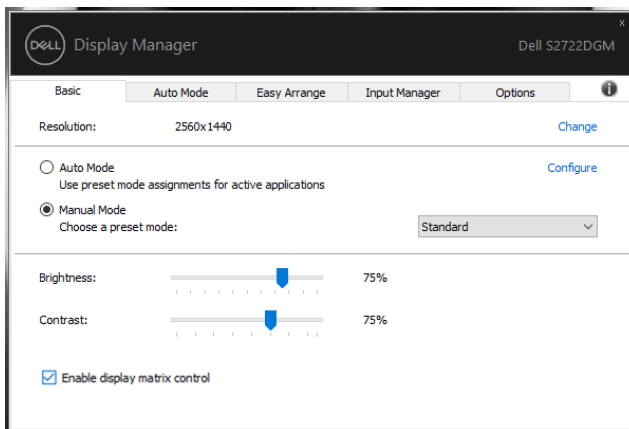 DELL Display Manager Dell S2722DGM
x
Basic Auto Mode Easy Arrange Input Manager Options i
Resolution: 2560x1440 Change
Auto Mode Configure
Use preset mode assignments for active applications
Manual Mode
Choose a preset mode: Standard
Brightness: 75%
Contrast: 75%
Enable display matrix control